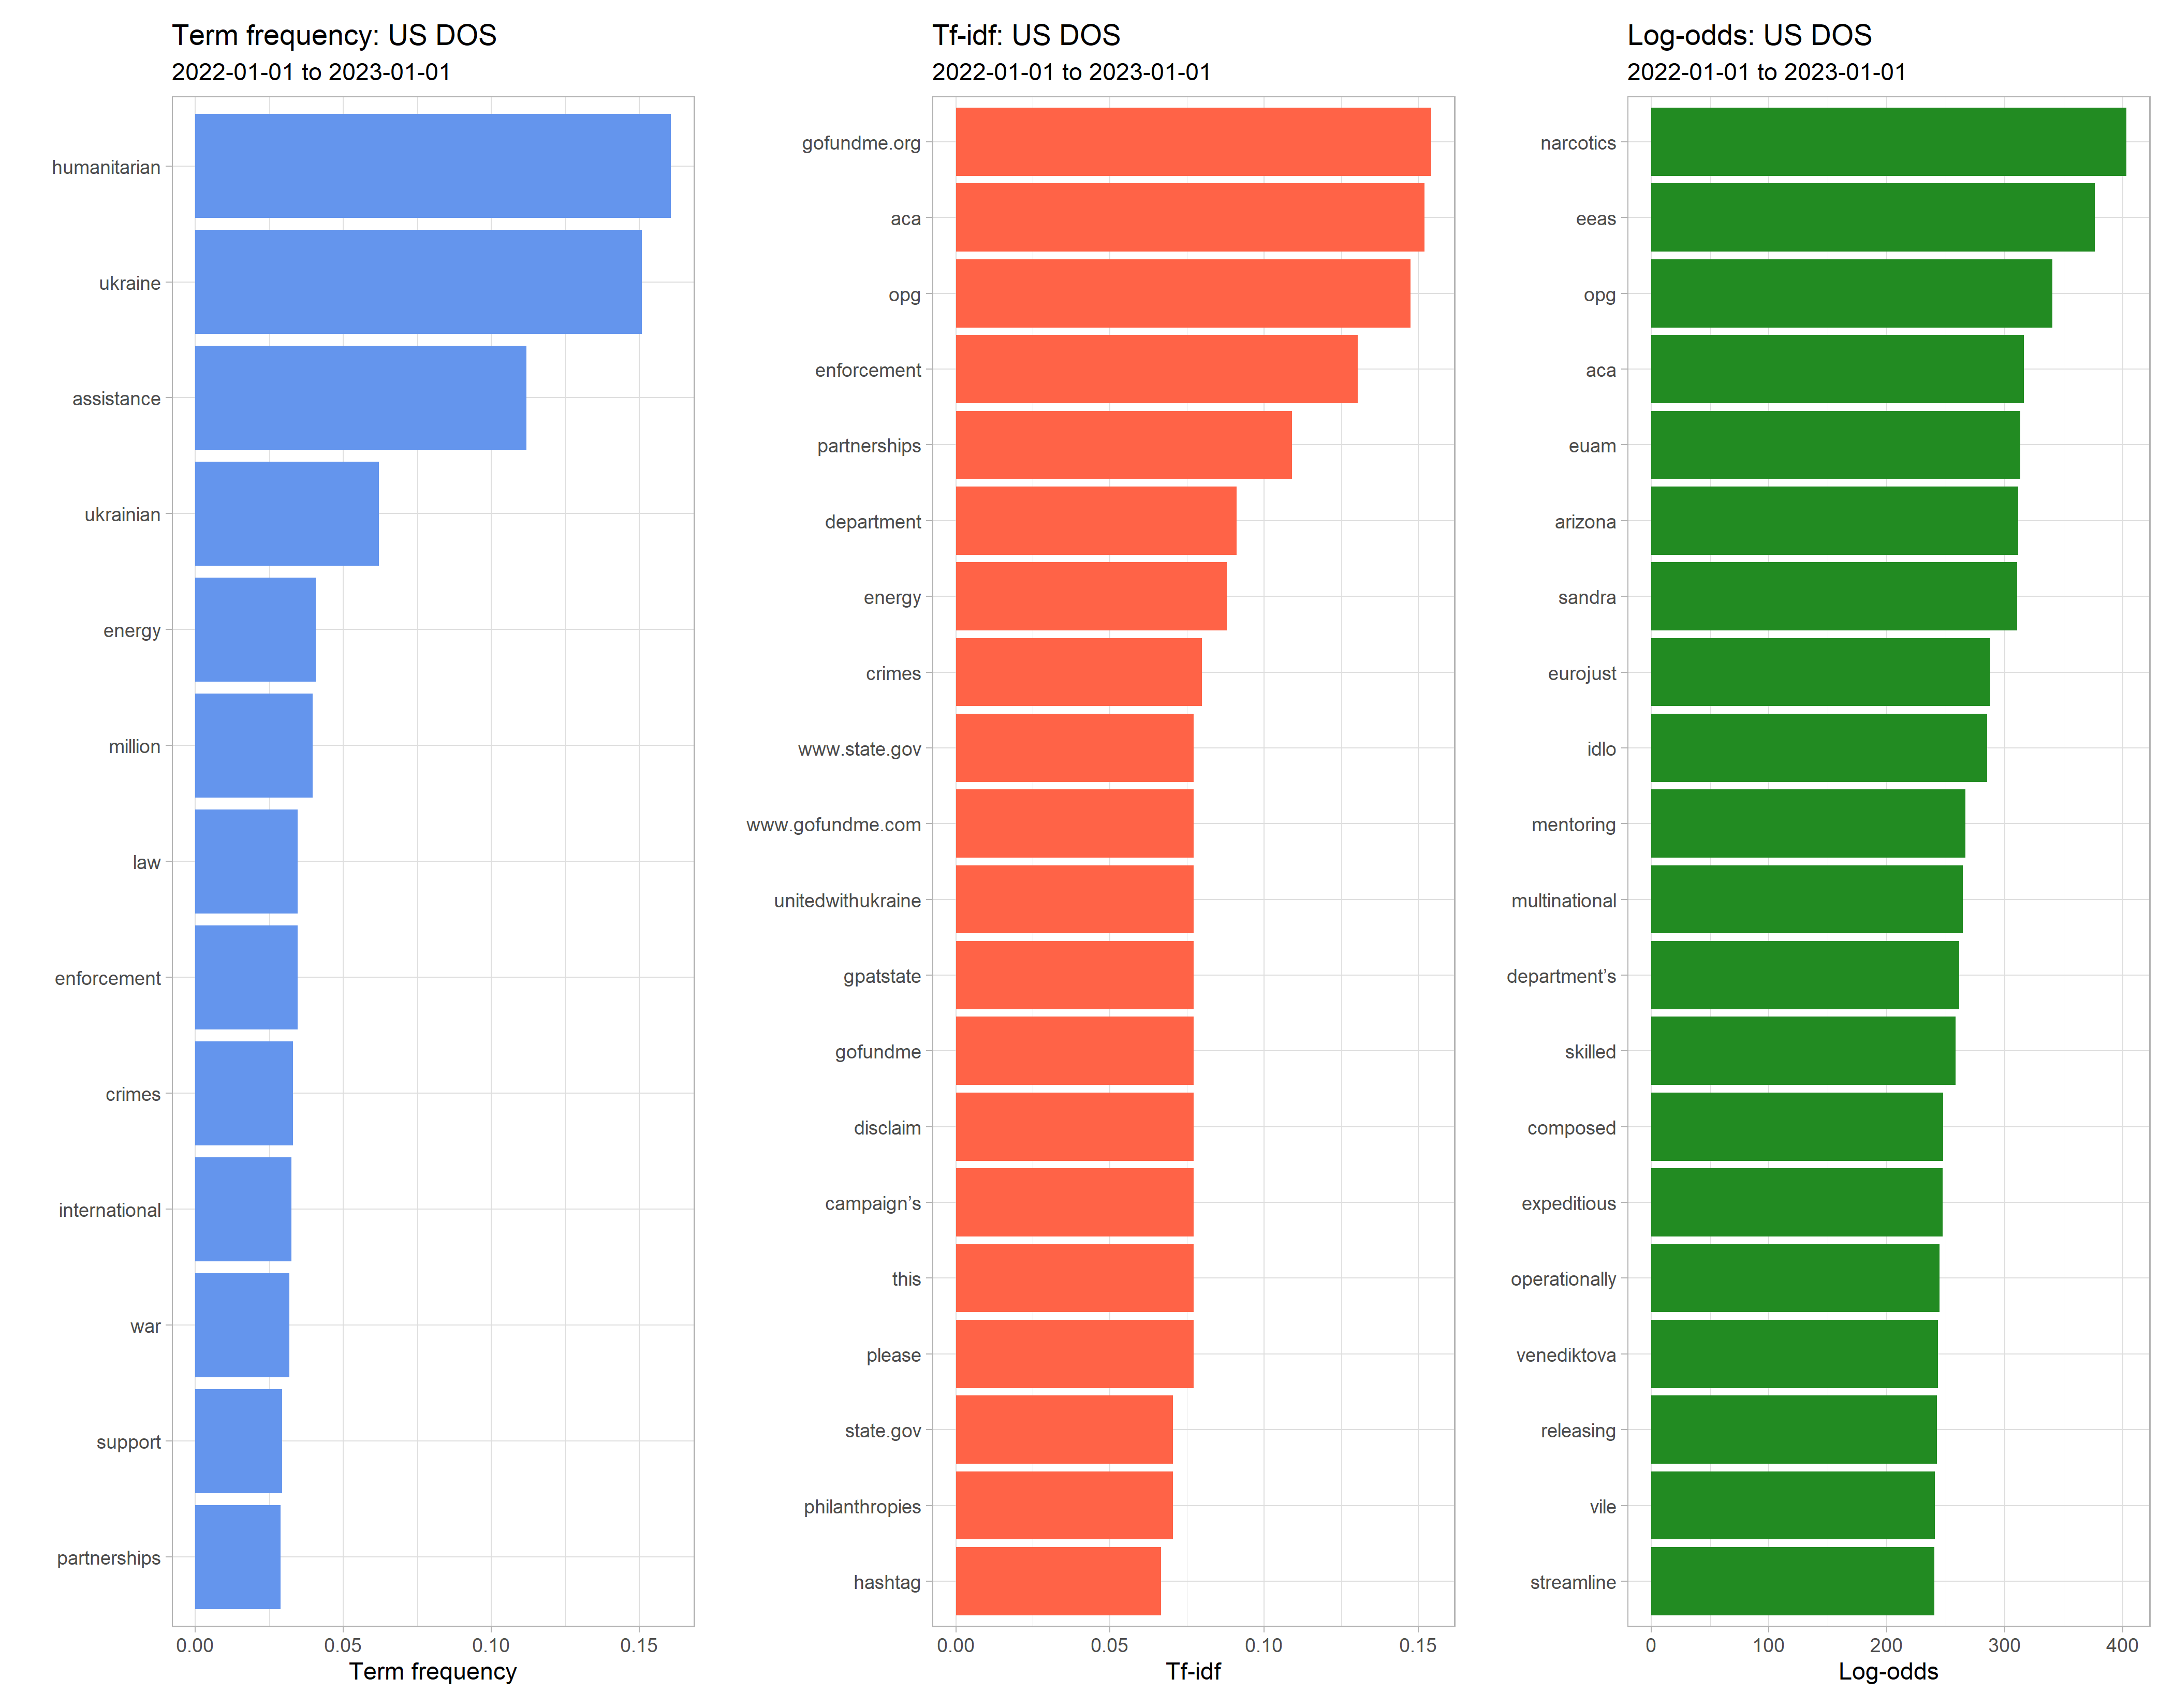 Term frequency: US DOS
2022-01-01 to 2023-01-01
humanitarian
ukraine
assistance
ukrainian
energy
million
law
enforcement
crimes
international
war
support
partnerships
0.00 0.05 0.10 0.15
Term frequency
Tf-idf: US DOS
2022-01-01 to 2023-01-01
gofundme.org
aca
opg
enforcement
partnerships
department
energy
crimes
www.state.gov
www.gofundme.com
unitedwithukraine
gpatstate
gofundme
disclaim
campaign’s
this
please
state.gov
philanthropies
hashtag
0.00 0.05 0.10 0.15
Tf-idf
Log-odds: US DOS
2022-01-01 to 2023-01-01
narcotics
eeas
opg
aca
euam
arizona
sandra
eurojust
idlo
mentoring
multinational
department’s
skilled
composed
expeditious
operationally
venediktova
releasing
vile
streamline
0 100 200 300 400
Log-odds